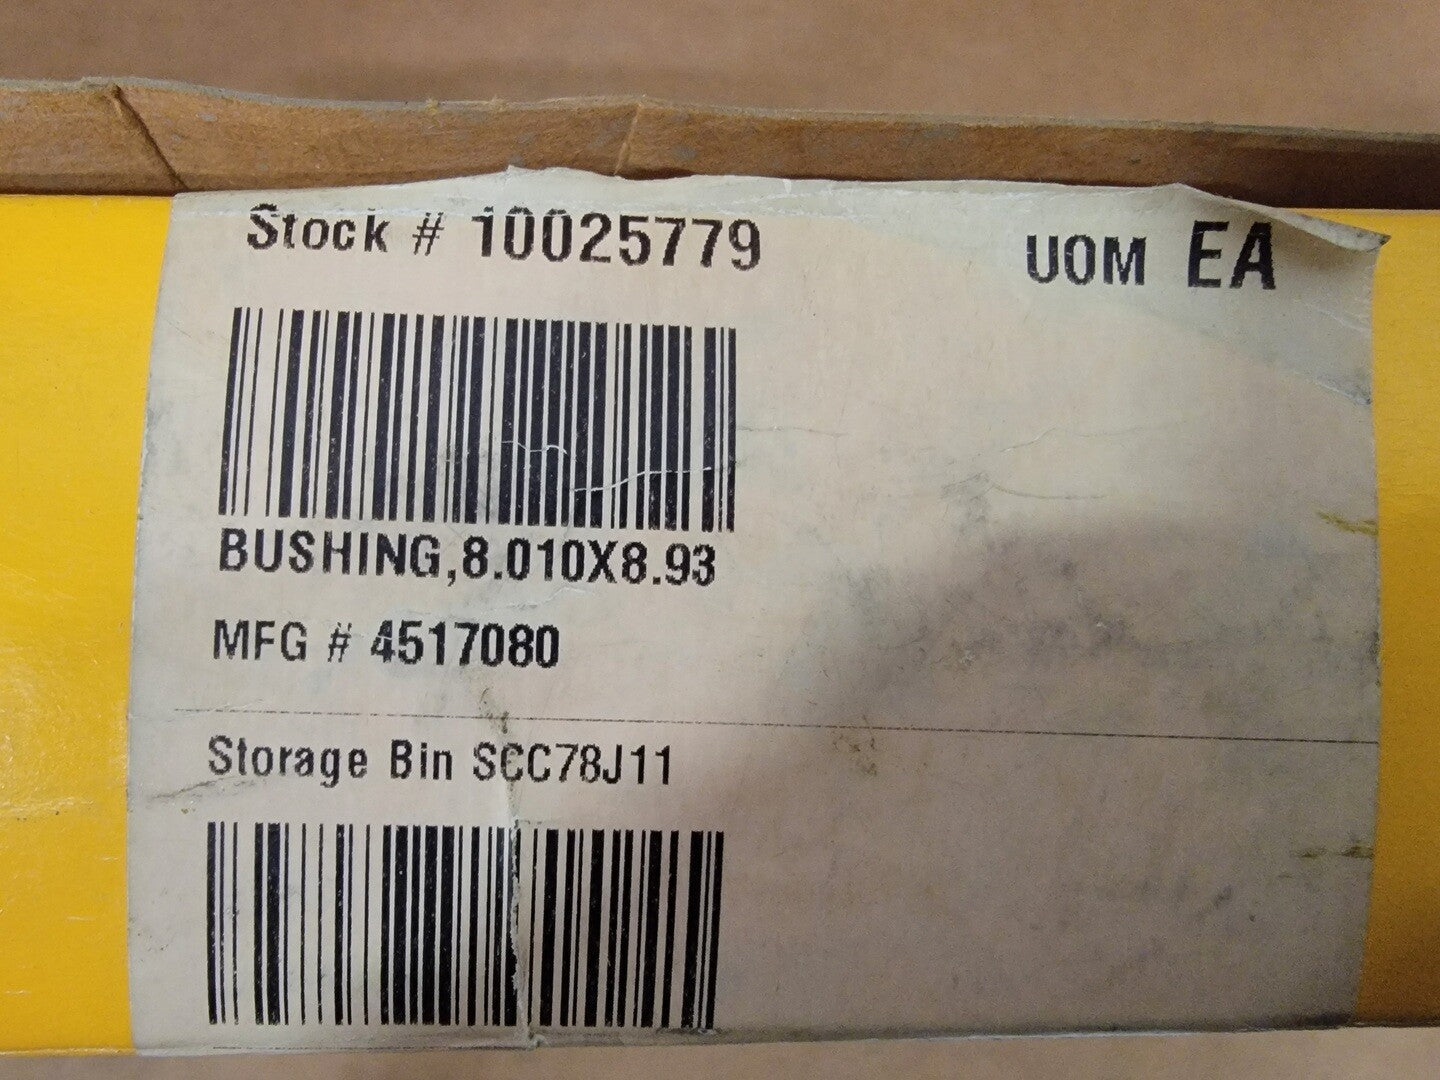 Stock # 10025779
UOM EA
BUSHING,8.010X8.93
MFG # 4517080
Storage Bin SCC78J11